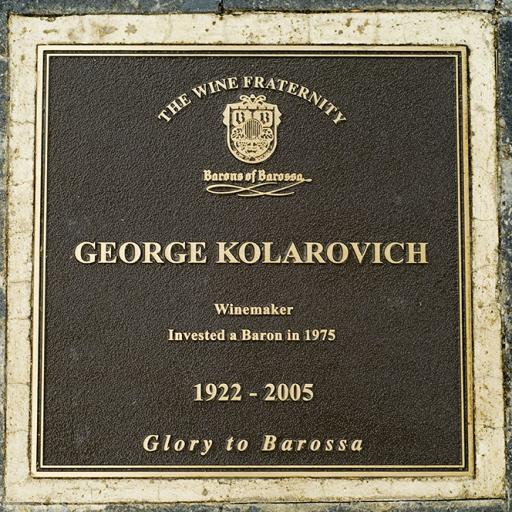 THE WINE FRATERNITY
B B
Barons of Barossa
GEORGE KOLAROVICH
Winemaker
Invested a Baron in 1975
1922 - 2005
Glory to Barossa